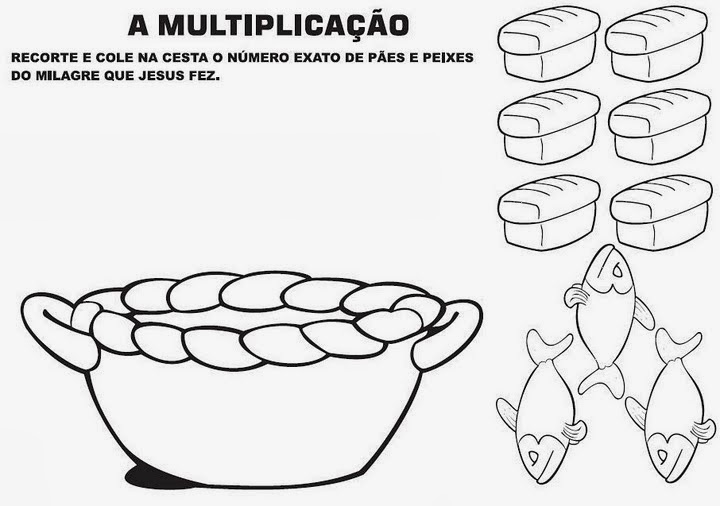 A MULTIPLICAÇÃO
RECORTE E COLE NA CESTA O NÚMERO EXATO DE PÃES E PEIXES
DO MILAGRE QUE JESUS FEZ.